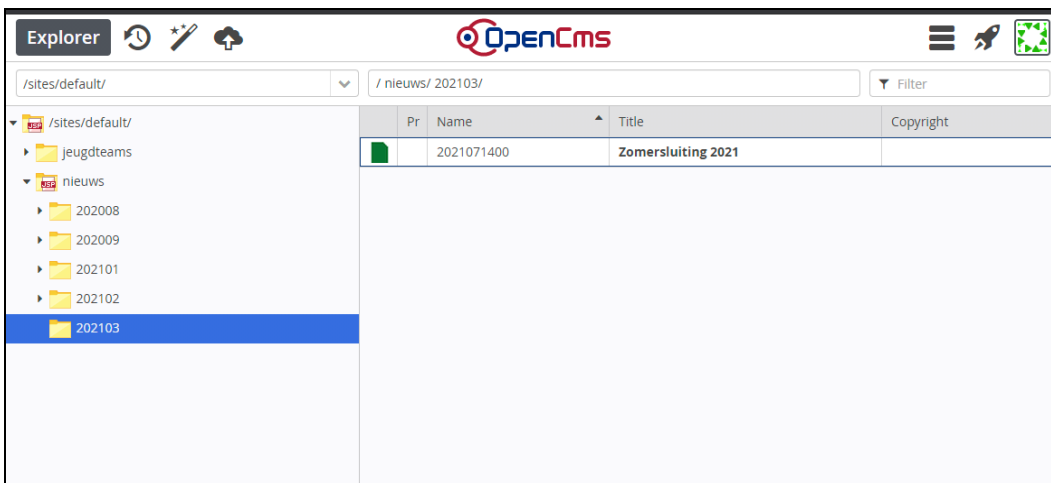 Explorer
OpenCms
/sites/default/
/ nieuws/ 202103/
Filter
/sites/default/
Pr Name Title Copyright
jeugdteams
2021071400 Zomersluiting 2021
nieuws
202008
202009
202101
202102
202103